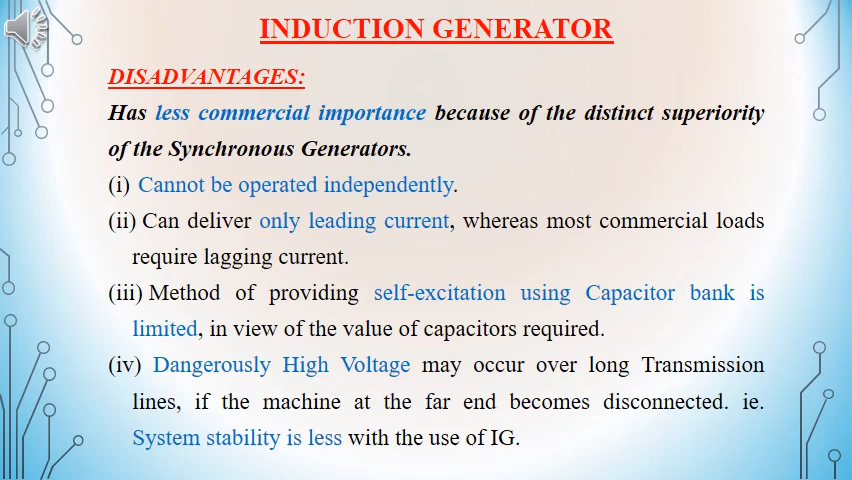 INDUCTION GENERATOR
DISADVANTAGES:
Has less commercial importance because of the distinct superiority
of the Synchronous Generators.
(i) Cannot be operated independently.
(ii) Can deliver only leading current, whereas most commercial loads
require lagging current.
(iii) Method of providing self-excitation using Capacitor bank is
limited, in view of the value of capacitors required.
(iv) Dangerously High Voltage may occur over long Transmission
lines, if the machine at the far end becomes disconnected. ie.
System stability is less with the use of IG.